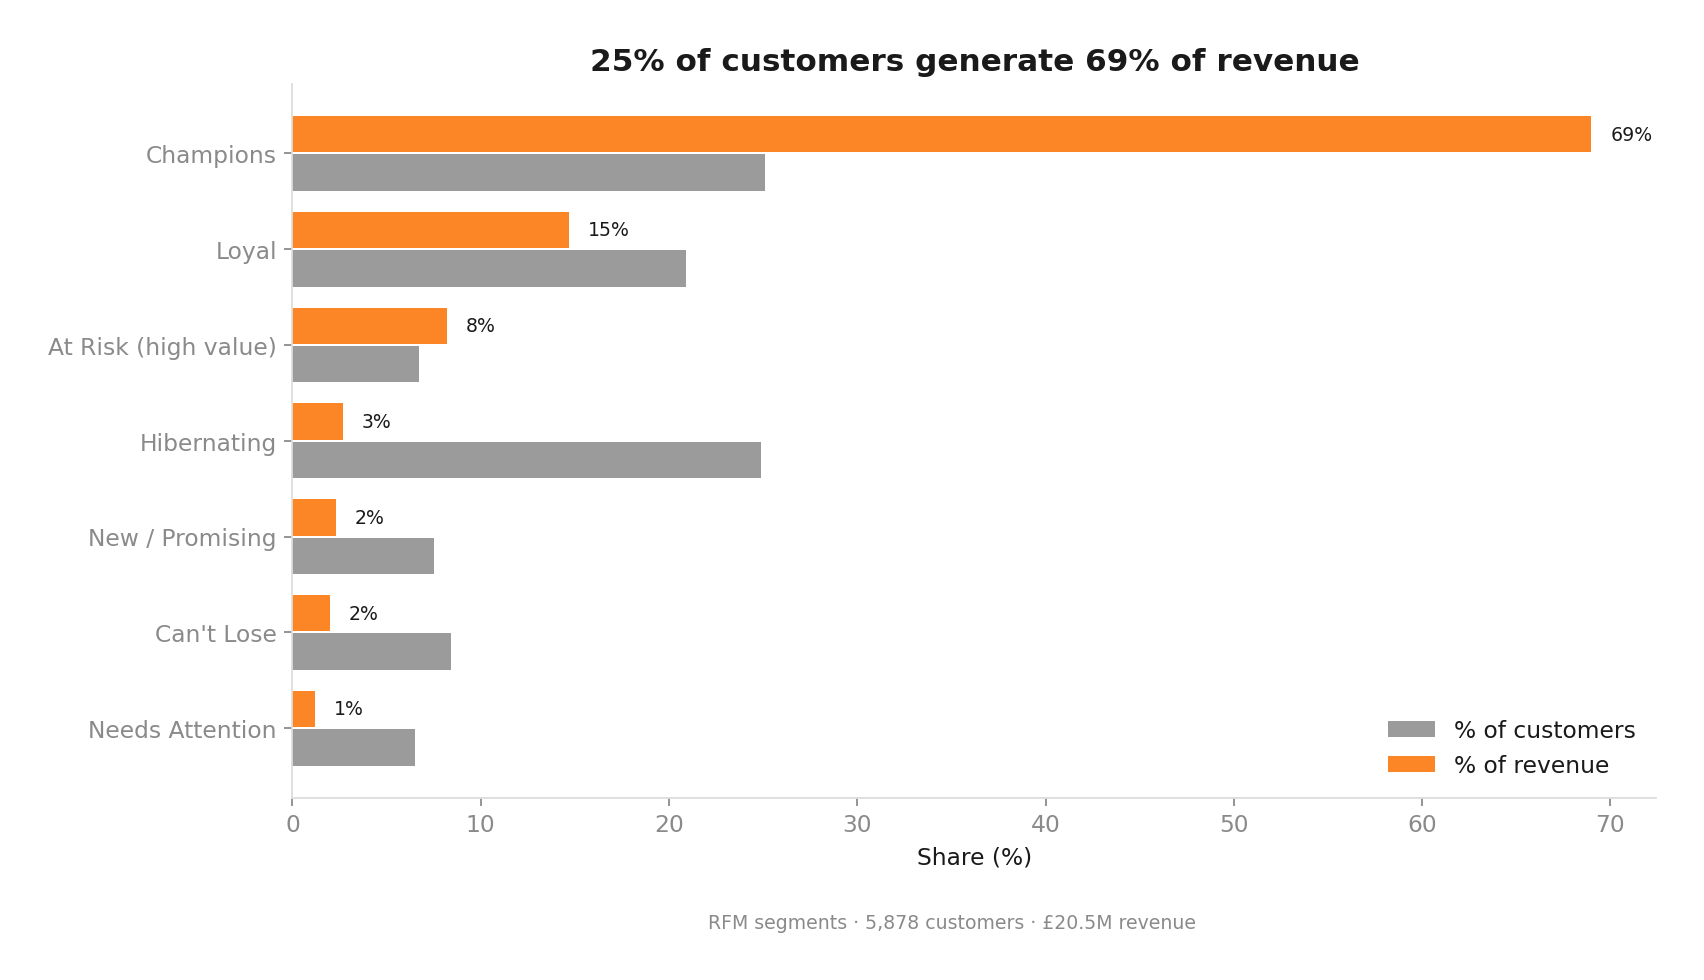 25% of customers generate 69% of revenue
Champions
69%
Loyal
15%
At Risk (high value)
8%
Hibernating
3%
New / Promising
2%
Can't Lose
2%
Needs Attention
1%
% of customers
% of revenue
0 10 20 30 40 50 60 70
Share (%)
RFM segments · 5,878 customers · £20.5M revenue